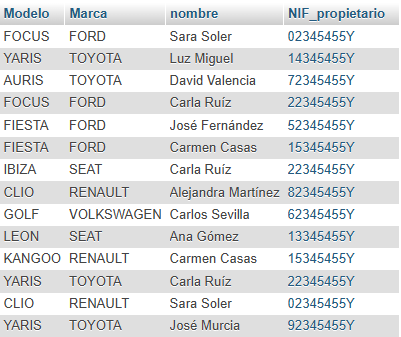 Modelo Marca nombre NIF_propietario
FOCUS FORD Sara Soler 02345455Y
YARIS TOYOTA Luz Miguel 14345455Y
AURIS TOYOTA David Valencia 72345455Y
FOCUS FORD Carla Ruíz 22345455Y
FIESTA FORD José Fernández 52345455Y
FIESTA FORD Carmen Casas 15345455Y
IBIZA SEAT Carla Ruíz 22345455Y
CLIO RENAULT Alejandra Martínez 82345455Y
GOLF VOLKSWAGEN Carlos Sevilla 62345455Y
LEON SEAT Ana Gómez 13345455Y
KANGOO RENAULT Carmen Casas 15345455Y
YARIS TOYOTA Carla Ruíz 22345455Y
CLIO RENAULT Sara Soler 02345455Y
YARIS TOYOTA José Murcia 92345455Y